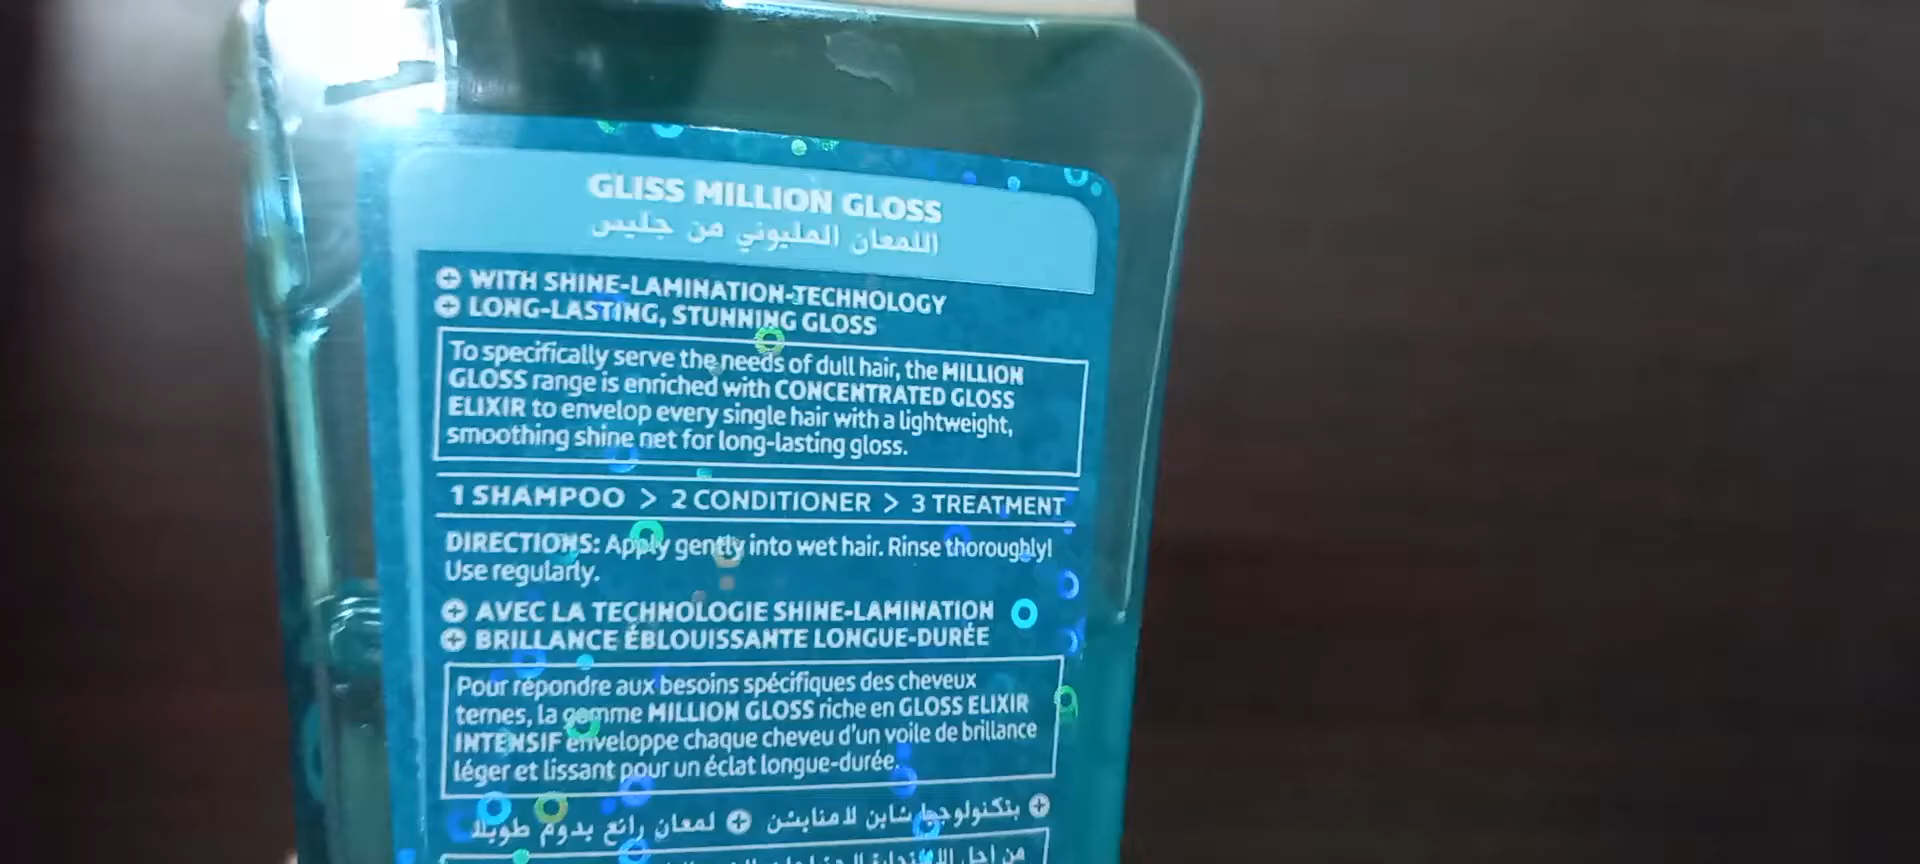 GLISS MILLION GLOSS
اللمعان المليوني من جليس
WITH SHINE-LAMINATION-TECHNOLOGY
LONG-LASTING, STUNNING GLOSS
To specifically serve the needs of dull hair, the MILLION
GLOSS range is enriched with CONCENTRATED GLOSS
ELIXIR to envelop every single hair with a lightweight,
smoothing shine net for long-lasting gloss.
1 SHAMPOO > 2 CONDITIONER > 3 TREATMENT
DIRECTIONS: Apply gently into wet hair. Rinse thoroughly!
Use regularly.
AVEC LA TECHNOLOGIE SHINE-LAMINATION
BRILLANCE ÉBLOUISSANTE LONGUE-DURÉE
Pour répondre aux besoins spécifiques des cheveux
ternes, la gamme MILLION GLOSS riche en GLOSS ELIXIR
INTENSIF enveloppe chaque cheveu d'un voile de brillance
léger et lissant pour un éclat longue-durée.
بتكنولوجيا شاين لامنايشن لمعان رائع يدوم طويلا
من أجل